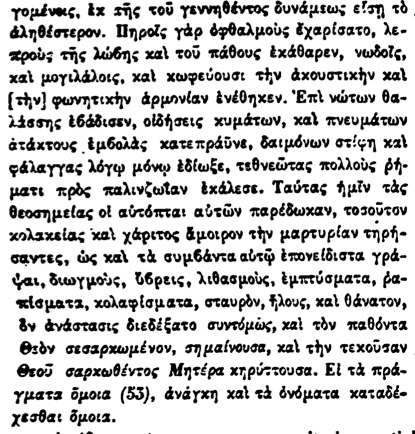 γομένοις, ἐκ τῆς τοῦ γεννηθέντος δυνάμεως εἴσῃ τὸ
ἀληθέστερον. Πηροῖς γὰρ ὀφθαλμοὺς ἐχαρίσατο, λε-
προὺς τῆς λώβης καὶ τοῦ πάθους ἐκάθαρεν, νωδοῖς,
καὶ μογιλάλοις, καὶ κωφεύουσι τὴν ἀκουστικὴν καὶ
[τὴν] φωνητικὴν ἁρμονίαν ἐνέθηκεν. Ἐπὶ νώτων θα-
λάσσης ἐβάδισεν, οἰδήσεις κυμάτων, καὶ πνευμάτων
ἀτάκτους ἐμβολὰς κατεπράϋνε, δαιμόνων στίφη καὶ
φάλαγγας λόγῳ μόνῳ ἐδίωξε, τεθνεῶτας πολλοὺς ῥή-
ματι πρὸς παλινζωΐαν ἐκάλεσε. Ταύτας ἡμῖν τὰς
θεοσημείας οἱ αὐτόπται αὐτῶν παρέδωκαν, τοσοῦτον
κολακείας καὶ χάριτος ἄμοιρον τὴν μαρτυρίαν τηρή-
σαντες, ὡς καὶ τὰ συμβάντα αὐτῷ ἐπονείδιστα γρά-
ψαι, διωγμοὺς, ὕβρεις, λιθασμοὺς, ἐμπτύσματα, ῥα-
πίσματα, κολαφίσματα, σταυρὸν, ἥλους, καὶ θάνατον,
ὃν ἀνάστασις διεδέξατο συντόμως, καὶ τὸν παθόντα
Θεὸν σεσαρκωμένον, σημαίνουσα, καὶ τὴν τεκοῦσαν
Θεοῦ σαρκωθέντος Μητέρα κηρύττουσα. Εἰ τὰ πρά-
γματα ὅμοια (53), ἀνάγκη καὶ τὰ ὀνόματα καταδέ-
χεσθαι ὅμοια.